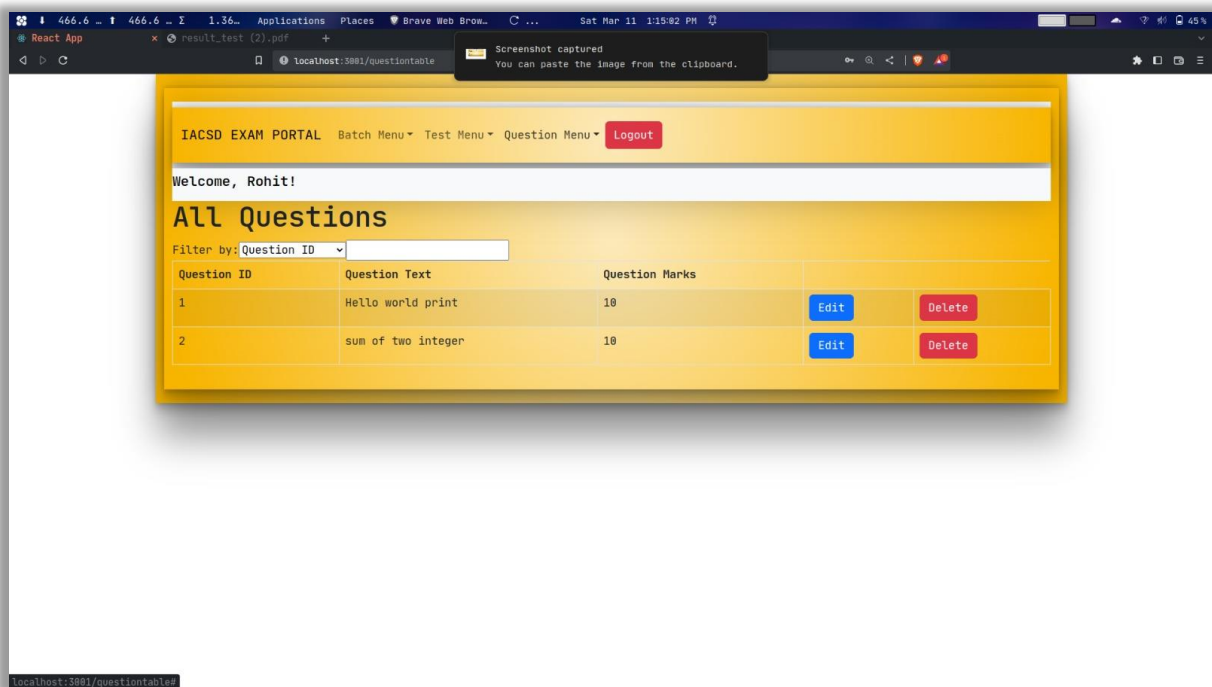 466.6 … 466.6 … Σ 1.36… Applications Places Brave Web Brow… C ... Sat Mar 11 1:15:02 PM 45%
React App × result_test (2).pdf +
Screenshot captured
localhost:3001/questiontable
You can paste the image from the clipboard.
IACSD EXAM PORTAL Batch Menu Test Menu Question Menu Logout
Welcome, Rohit!
All Questions
Filter by: Question ID
Question ID Question Text Question Marks
1 Hello world print 10 Edit Delete
2 sum of two integer 10 Edit Delete
localhost:3001/questiontable#